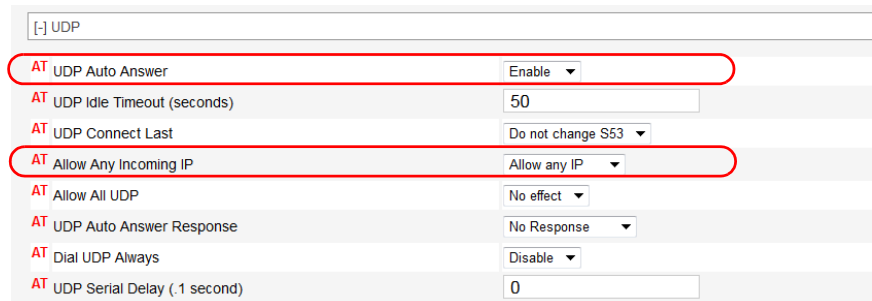 [-] UDP
AT UDP Auto Answer Enable
AT UDP Idle Timeout (seconds) 50
AT UDP Connect Last Do not change S53
AT Allow Any Incoming IP Allow any IP
AT Allow All UDP No effect
AT UDP Auto Answer Response No Response
AT Dial UDP Always Disable
AT UDP Serial Delay (.1 second) 0